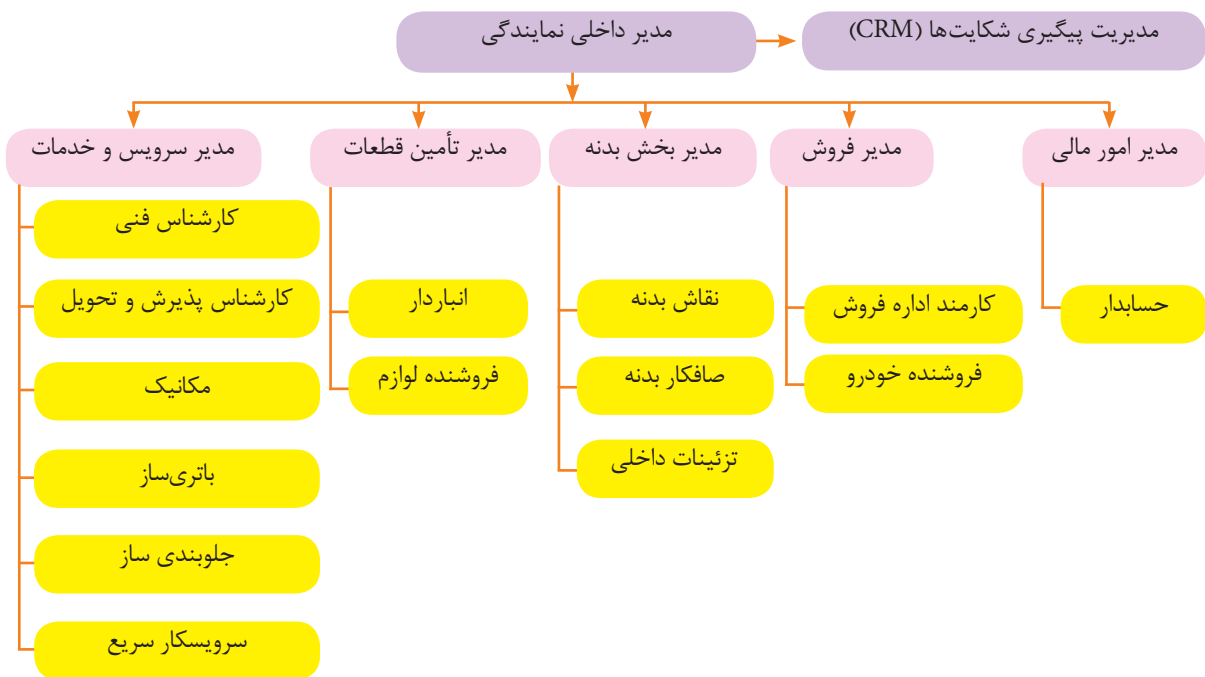 مدیریت پیگیری شکایت‌ها (CRM)
مدیر داخلی نمایندگی
مدیر امور مالی
مدیر فروش
مدیر بخش بدنه
مدیر تأمین قطعات
مدیر سرویس و خدمات
حسابدار
کارمند اداره فروش
فروشنده خودرو
نقاش بدنه
صافکار بدنه
تزئینات داخلی
انباردار
فروشنده لوازم
کارشناس فنی
کارشناس پذیرش و تحویل
مکانیک
باتری‌ساز
جلوبندی ساز
سرویسکار سریع